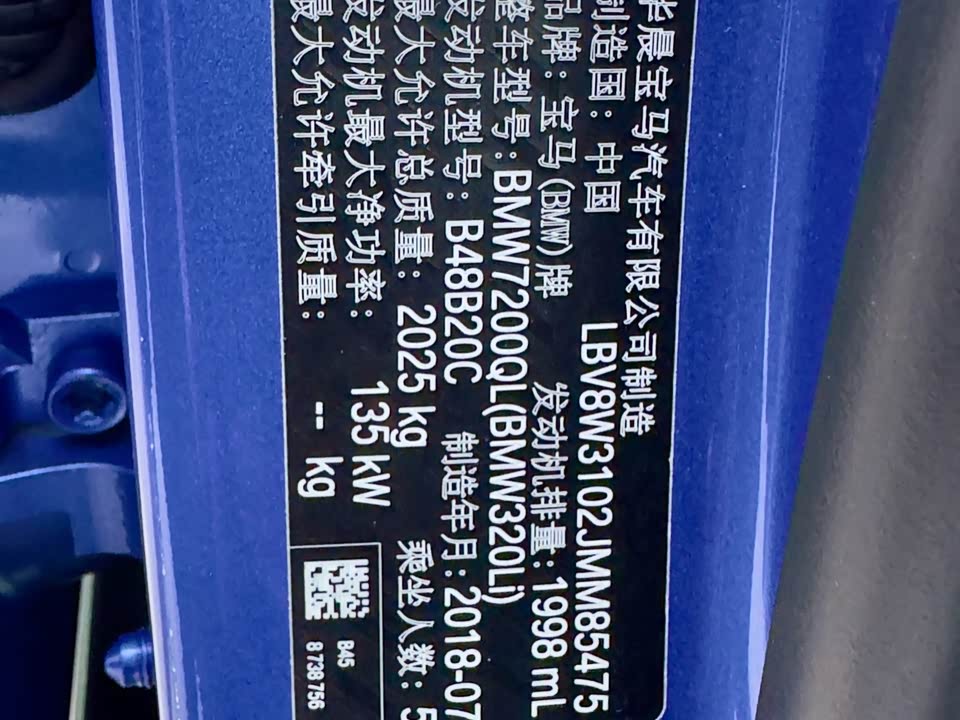 华晨宝马汽车有限公司制造
制造国：中国 LBV8W3102JMM85475
品牌：宝马(BMW)牌 发动机排量：1998 mL
整车型号：BMW7200QL(BMW320Li)
发动机型号：B48B20C 制造年月：2018-07
最大允许总质量：2025 kg 乘坐人数：5
发动机最大净功率：135 kW
最大允许牵引质量：-- kg
B45
8 738 756